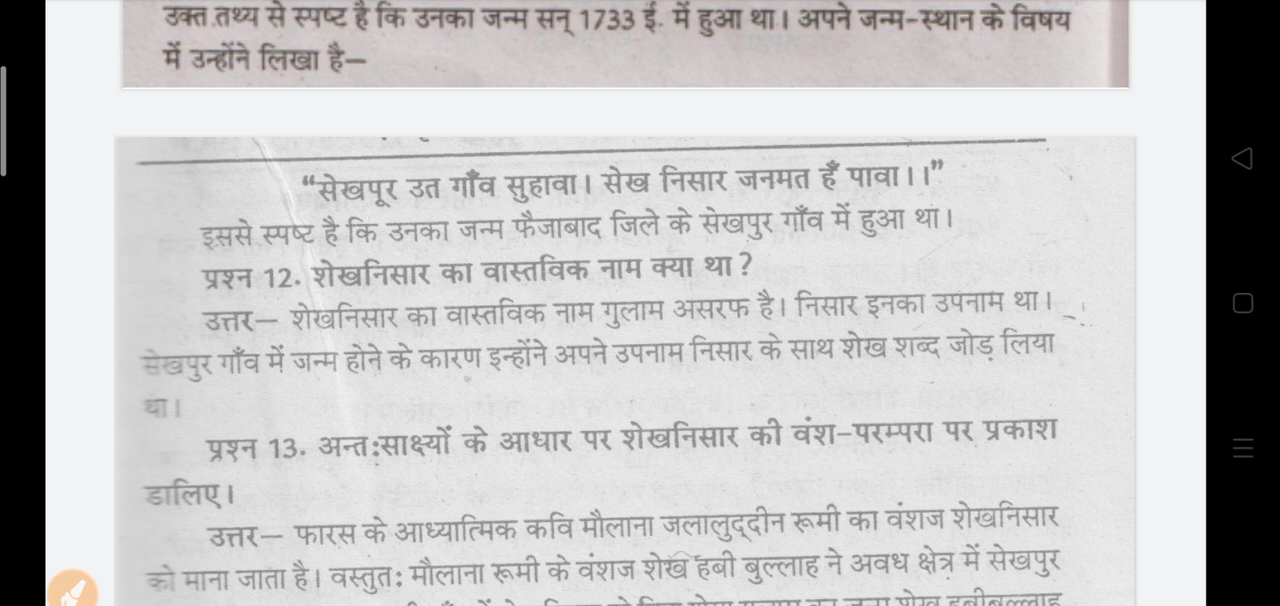 उक्त तथ्य से स्पष्ट है कि उनका जन्म सन् 1733 ई. में हुआ था। अपने जन्म-स्थान के विषय
में उन्होंने लिखा है—
“सेखपूर उत गाँव सुहावा। सेख निसार जनमत हँ पावा।।”
इससे स्पष्ट है कि उनका जन्म फैजाबाद जिले के सेखपुर गाँव में हुआ था।
प्रश्न 12. शेखनिसार का वास्तविक नाम क्या था?
उत्तर— शेखनिसार का वास्तविक नाम गुलाम असरफ है। निसार इनका उपनाम था।
सेखपुर गाँव में जन्म होने के कारण इन्होंने अपने उपनाम निसार के साथ शेख शब्द जोड़ लिया
था।
प्रश्न 13. अन्त:साक्ष्यों के आधार पर शेखनिसार की वंश-परम्परा पर प्रकाश
डालिए।
उत्तर— फारस के आध्यात्मिक कवि मौलाना जलालुद्दीन रूमी का वंशज शेखनिसार
को माना जाता है। वस्तुत: मौलाना रूमी के वंशज शेख हबी बुल्लाह ने अवध क्षेत्र में सेखपुर
शेख हबीबुल्लाह